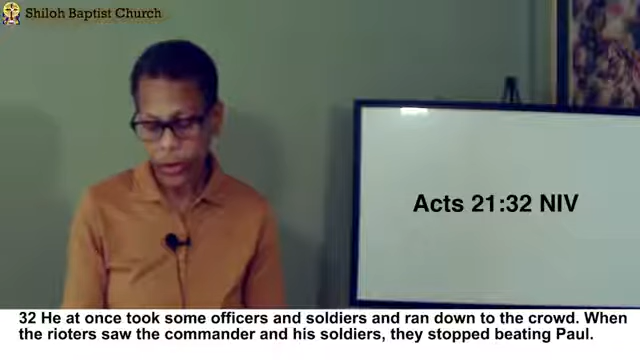 Shiloh Baptist Church
Acts 21:32 NIV
32 He at once took some officers and soldiers and ran down to the crowd. When
the rioters saw the commander and his soldiers, they stopped beating Paul.